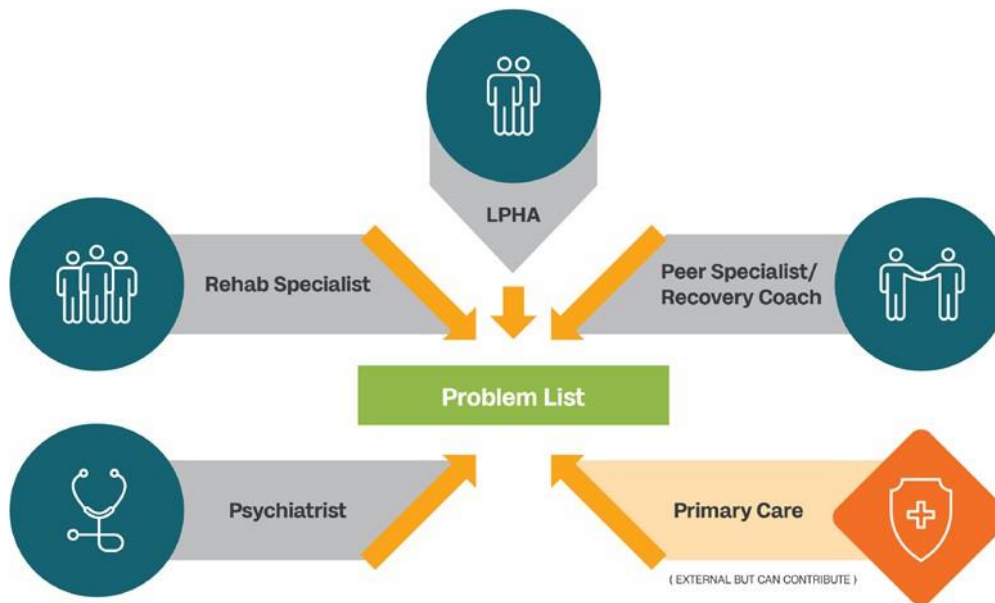 LPHA
Rehab Specialist
Peer Specialist/
Recovery Coach
Problem List
Psychiatrist
Primary Care
( EXTERNAL BUT CAN CONTRIBUTE )